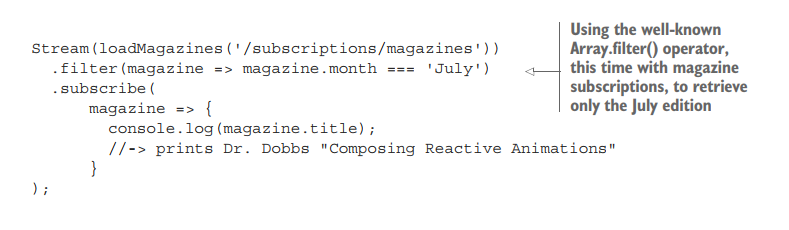 Stream(loadMagazines('/subscriptions/magazines'))
.filter(magazine => magazine.month === 'July')
.subscribe(
magazine => {
console.log(magazine.title);
//-> prints Dr. Dobbs "Composing Reactive Animations"
}
);
Using the well-known
Array.filter() operator,
this time with magazine
subscriptions, to retrieve
only the July edition